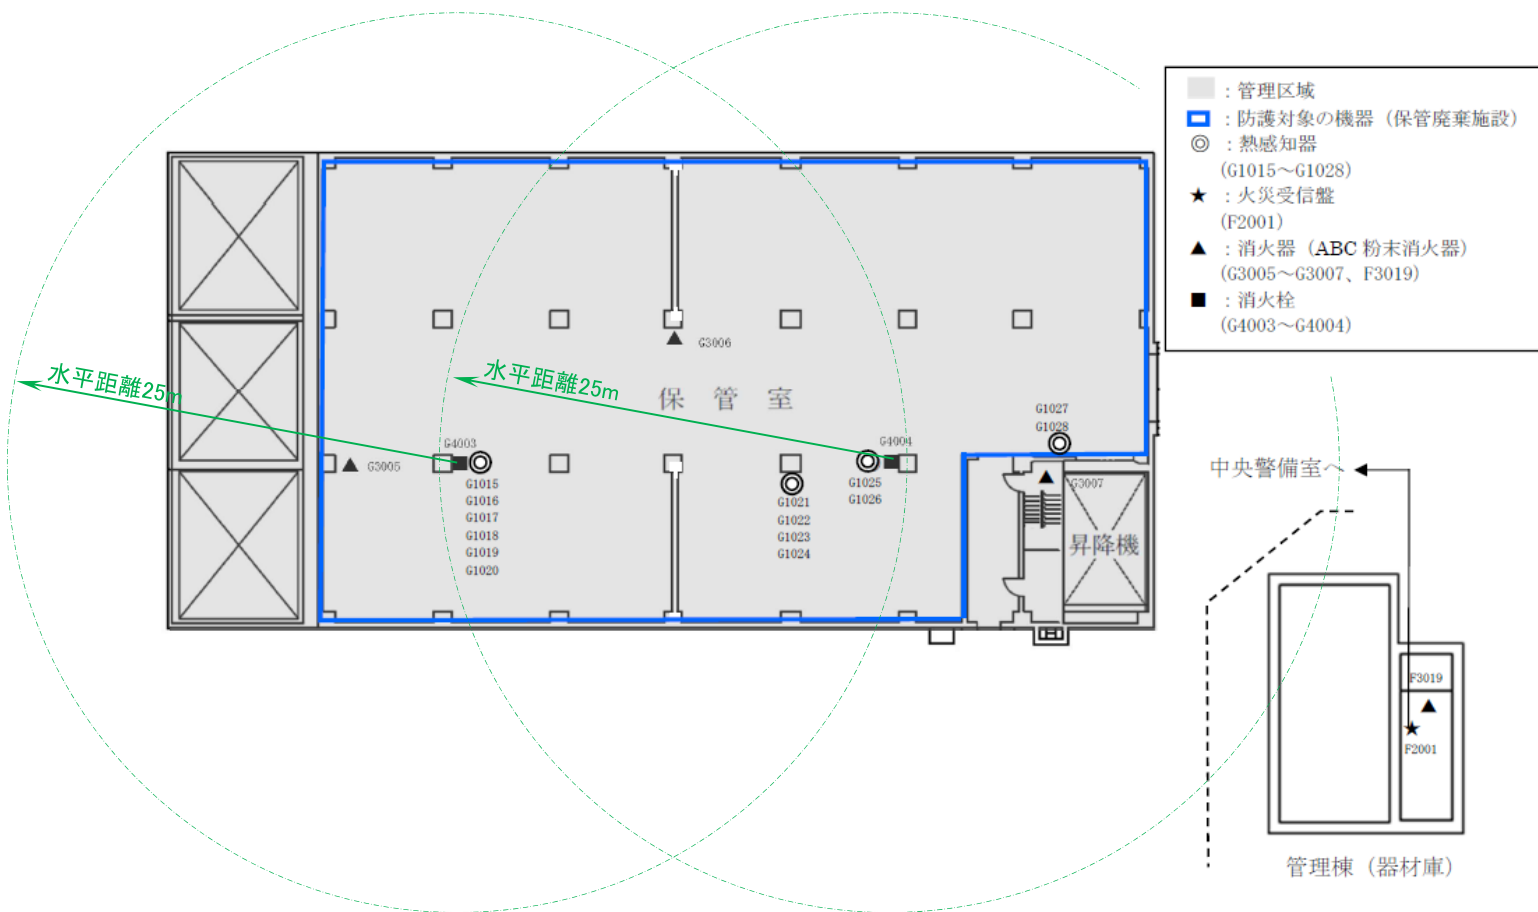 ：管理区域
：防護対象の機器（保管廃棄施設）
：熱感知器
(G1015～G1028)
：火災受信盤
(F2001)
：消火器（ABC 粉末消火器）
(G3005～G3007、F3019)
：消火栓
(G4003～G4004)
G3006
水平距離25m
水平距離25m
保 管 室
G1027
G1028
G4003
G4004
G3005
G1015
G1016
G1017
G1018
G1019
G1020
G1021
G1022
G1023
G1024
G1025
G1026
G3007
昇降機
中央警備室へ
F3019
F2001
管理棟（器材庫）